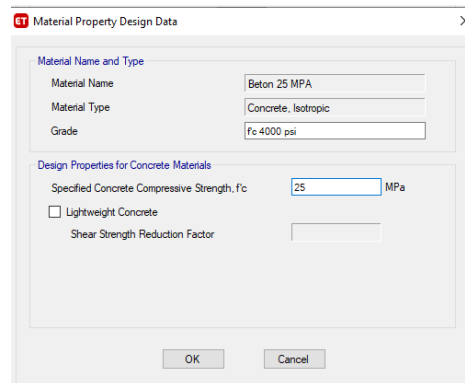 ET Material Property Design Data
Material Name and Type
Material Name Beton 25 MPA
Material Type Concrete, Isotropic
Grade f'c 4000 psi
Design Properties for Concrete Materials
Specified Concrete Compressive Strength, f'c 25 MPa
Lightweight Concrete
Shear Strength Reduction Factor
OK Cancel